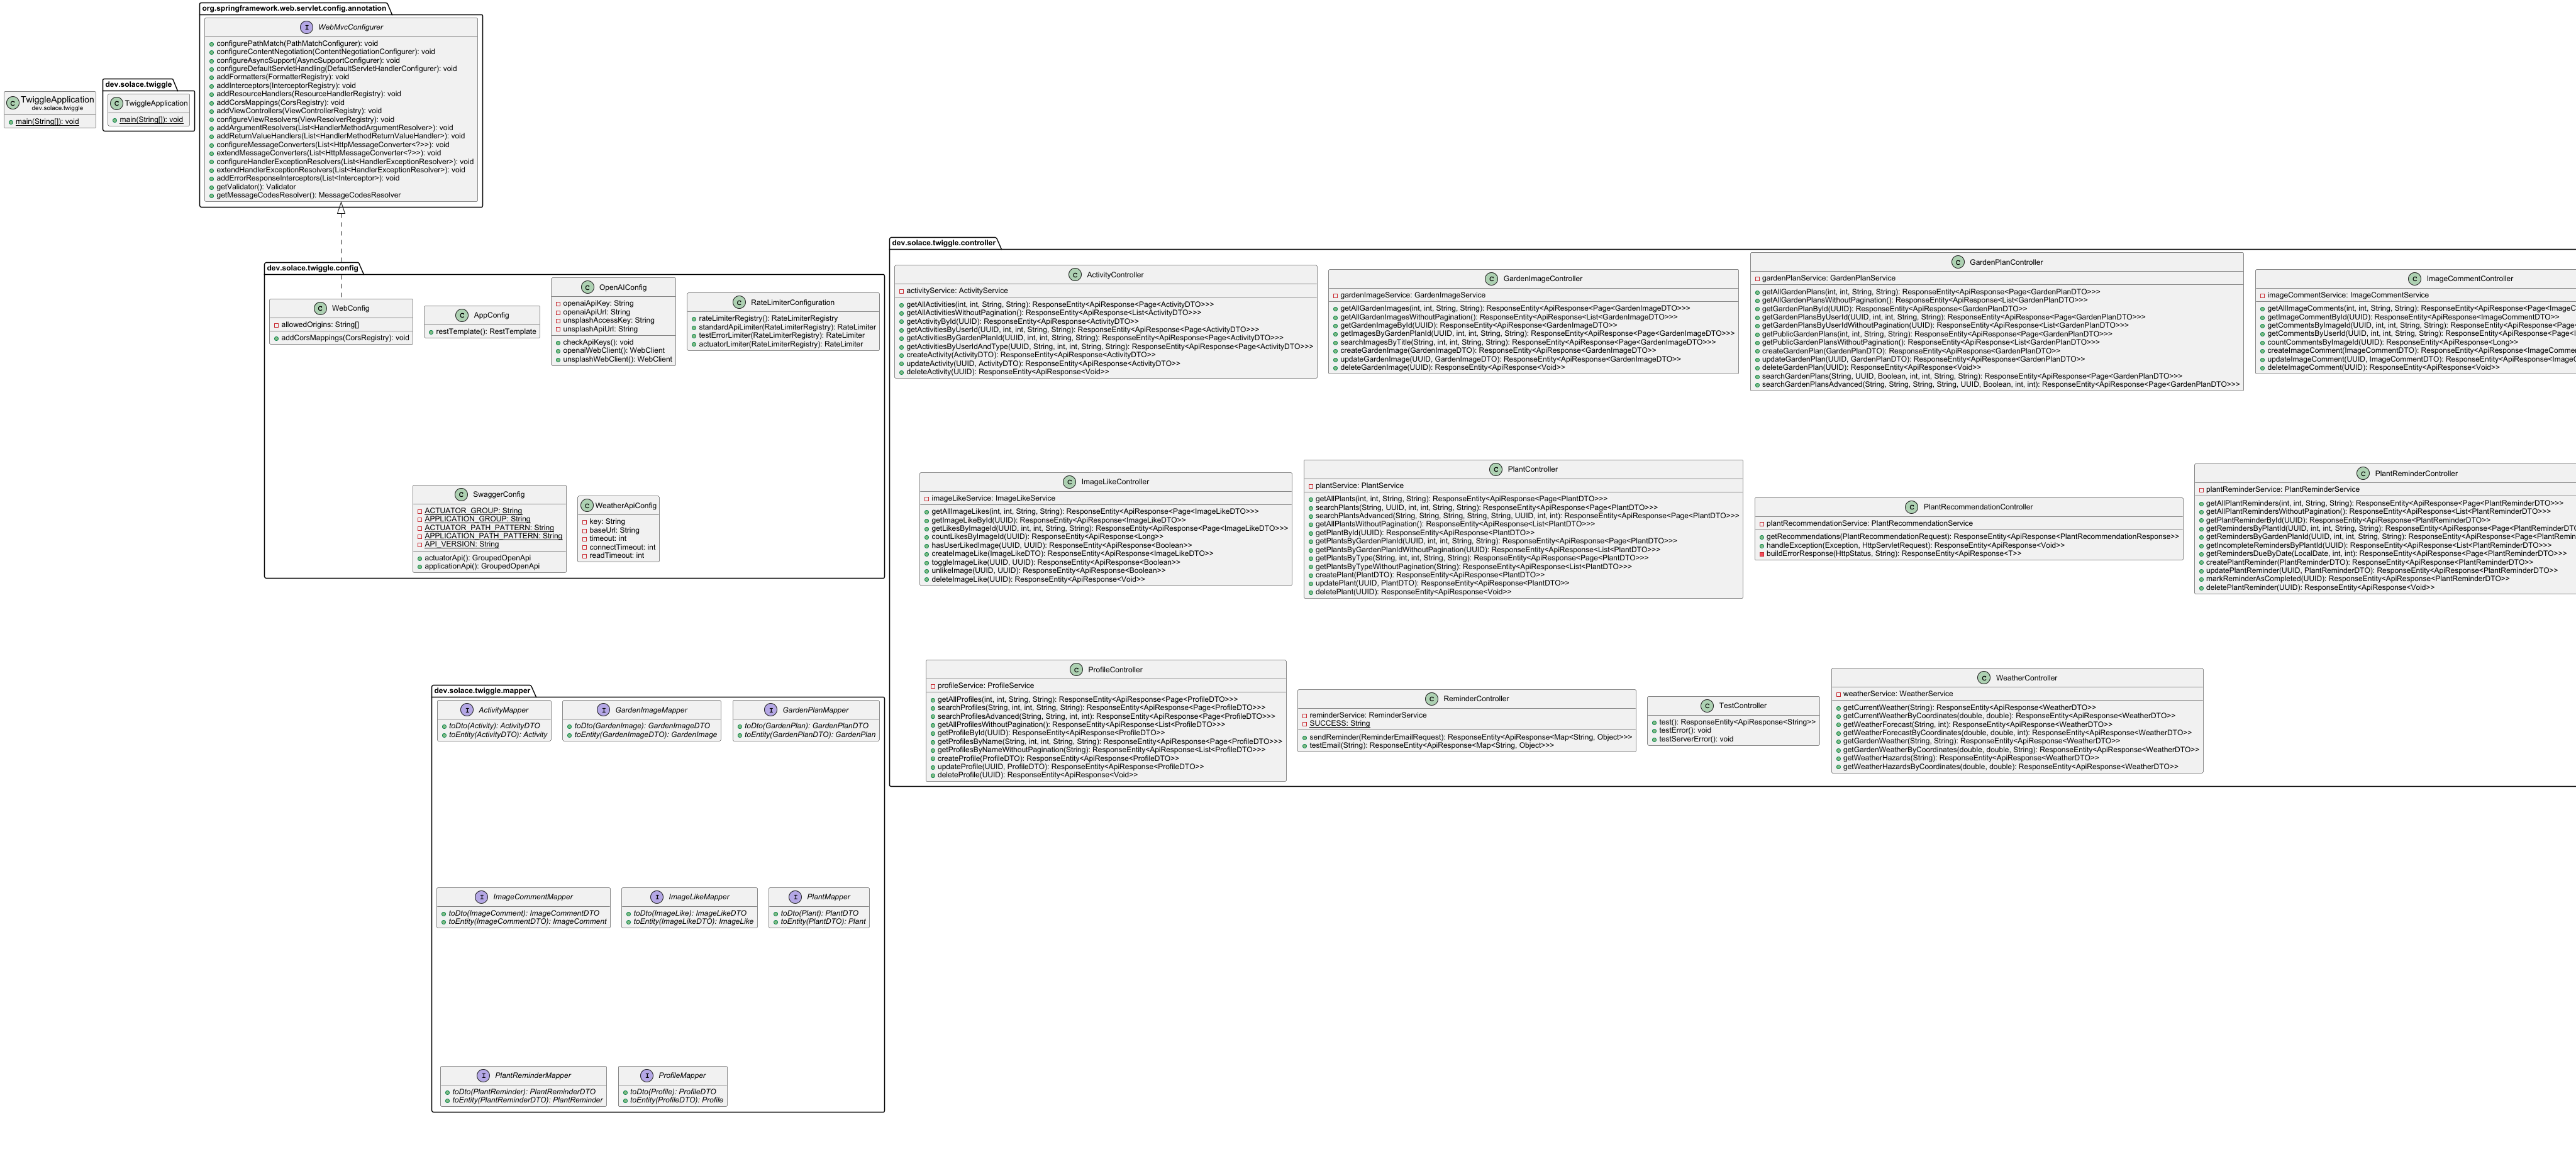 TwiggleApplication
dev.solace.twiggle
main(String[]): void
dev.solace.twiggle
TwiggleApplication
main(String[]): void
org.springframework.web.servlet.config.annotation
WebMvcConfigurer
configurePathMatch(PathMatchConfigurer): void
configureContentNegotiation(ContentNegotiationConfigurer): void
configureAsyncSupport(AsyncSupportConfigurer): void
configureDefaultServletHandling(DefaultServletHandlerConfigurer): void
addFormatters(FormatterRegistry): void
addInterceptors(InterceptorRegistry): void
addResourceHandlers(ResourceHandlerRegistry): void
addCorsMappings(CorsRegistry): void
addViewControllers(ViewControllerRegistry): void
configureViewResolvers(ViewResolverRegistry): void
addArgumentResolvers(List<HandlerMethodArgumentResolver>): void
addReturnValueHandlers(List<HandlerMethodReturnValueHandler>): void
configureMessageConverters(List<HttpMessageConverter<?>>): void
extendMessageConverters(List<HttpMessageConverter<?>>): void
configureHandlerExceptionResolvers(List<HandlerExceptionResolver>): void
extendHandlerExceptionResolvers(List<HandlerExceptionResolver>): void
addErrorResponseInterceptors(List<Interceptor>): void
getValidator(): Validator
getMessageCodesResolver(): MessageCodesResolver
dev.solace.twiggle.config
WebConfig
allowedOrigins: String[]
addCorsMappings(CorsRegistry): void
AppConfig
restTemplate(): RestTemplate
OpenAIConfig
openaiApiKey: String
openaiApiUrl: String
unsplashAccessKey: String
unsplashApiUrl: String
checkApiKeys(): void
openaiWebClient(): WebClient
unsplashWebClient(): WebClient
RateLimiterConfiguration
rateLimiterRegistry(): RateLimiterRegistry
standardApiLimiter(RateLimiterRegistry): RateLimiter
testErrorLimiter(RateLimiterRegistry): RateLimiter
actuatorLimiter(RateLimiterRegistry): RateLimiter
SwaggerConfig
ACTUATOR_GROUP: String
APPLICATION_GROUP: String
ACTUATOR_PATH_PATTERN: String
APPLICATION_PATH_PATTERN: String
API_VERSION: String
actuatorApi(): GroupedOpenApi
applicationApi(): GroupedOpenApi
WeatherApiConfig
key: String
baseUrl: String
timeout: int
connectTimeout: int
readTimeout: int
dev.solace.twiggle.controller
ActivityController
activityService: ActivityService
getAllActivities(int, int, String, String): ResponseEntity<ApiResponse<Page<ActivityDTO>>>
getAllActivitiesWithoutPagination(): ResponseEntity<ApiResponse<List<ActivityDTO>>>
getActivityById(UUID): ResponseEntity<ApiResponse<ActivityDTO>>
getActivitiesByUserId(UUID, int, int, String, String): ResponseEntity<ApiResponse<Page<ActivityDTO>>>
getActivitiesByGardenPlanId(UUID, int, int, String, String): ResponseEntity<ApiResponse<Page<ActivityDTO>>>
getActivitiesByUserIdAndType(UUID, String, int, int, String, String): ResponseEntity<ApiResponse<Page<ActivityDTO>>>
createActivity(ActivityDTO): ResponseEntity<ApiResponse<ActivityDTO>>
updateActivity(UUID, ActivityDTO): ResponseEntity<ApiResponse<ActivityDTO>>
deleteActivity(UUID): ResponseEntity<ApiResponse<Void>>
GardenImageController
gardenImageService: GardenImageService
getAllGardenImages(int, int, String, String): ResponseEntity<ApiResponse<Page<GardenImageDTO>>>
getAllGardenImagesWithoutPagination(): ResponseEntity<ApiResponse<List<GardenImageDTO>>>
getGardenImageById(UUID): ResponseEntity<ApiResponse<GardenImageDTO>>
getImagesByGardenPlanId(UUID, int, int, String, String): ResponseEntity<ApiResponse<Page<GardenImageDTO>>>
searchImagesByTitle(String, int, int, String, String): ResponseEntity<ApiResponse<Page<GardenImageDTO>>>
createGardenImage(GardenImageDTO): ResponseEntity<ApiResponse<GardenImageDTO>>
updateGardenImage(UUID, GardenImageDTO): ResponseEntity<ApiResponse<GardenImageDTO>>
deleteGardenImage(UUID): ResponseEntity<ApiResponse<Void>>
GardenPlanController
gardenPlanService: GardenPlanService
getAllGardenPlans(int, int, String, String): ResponseEntity<ApiResponse<Page<GardenPlanDTO>>>
getAllGardenPlansWithoutPagination(): ResponseEntity<ApiResponse<List<GardenPlanDTO>>>
getGardenPlanById(UUID): ResponseEntity<ApiResponse<GardenPlanDTO>>
getGardenPlansByUserId(UUID, int, int, String, String): ResponseEntity<ApiResponse<Page<GardenPlanDTO>>>
getGardenPlansByUserIdWithoutPagination(UUID): ResponseEntity<ApiResponse<List<GardenPlanDTO>>>
getPublicGardenPlans(int, int, String, String): ResponseEntity<ApiResponse<Page<GardenPlanDTO>>>
getPublicGardenPlansWithoutPagination(): ResponseEntity<ApiResponse<List<GardenPlanDTO>>>
createGardenPlan(GardenPlanDTO): ResponseEntity<ApiResponse<GardenPlanDTO>>
updateGardenPlan(UUID, GardenPlanDTO): ResponseEntity<ApiResponse<GardenPlanDTO>>
deleteGardenPlan(UUID): ResponseEntity<ApiResponse<Void>>
searchGardenPlans(String, UUID, Boolean, int, int, String, String): ResponseEntity<ApiResponse<Page<GardenPlanDTO>>>
searchGardenPlansAdvanced(String, String, String, String, UUID, Boolean, int, int): ResponseEntity<ApiResponse<Page<GardenPlanDTO>>>
ImageCommentController
imageCommentService: ImageCommentService
getAllImageComments(int, int, String, String): ResponseEntity<ApiResponse<Page<ImageC
getImageCommentById(UUID): ResponseEntity<ApiResponse<ImageCommentDTO>>
getCommentsByImageId(UUID, int, int, String, String): ResponseEntity<ApiResponse<Page<
getCommentsByUserId(UUID, int, int, String, String): ResponseEntity<ApiResponse<Page<I
countCommentsByImageId(UUID): ResponseEntity<ApiResponse<Long>>
createImageComment(ImageCommentDTO): ResponseEntity<ApiResponse<ImageCommen
updateImageComment(UUID, ImageCommentDTO): ResponseEntity<ApiResponse<ImageC
deleteImageComment(UUID): ResponseEntity<ApiResponse<Void>>
ImageLikeController
imageLikeService: ImageLikeService
getAllImageLikes(int, int, String, String): ResponseEntity<ApiResponse<Page<ImageLikeDTO>>>
getImageLikeById(UUID): ResponseEntity<ApiResponse<ImageLikeDTO>>
getLikesByImageId(UUID, int, int, String, String): ResponseEntity<ApiResponse<Page<ImageLikeDTO>>>
countLikesByImageId(UUID): ResponseEntity<ApiResponse<Long>>
hasUserLikedImage(UUID, UUID): ResponseEntity<ApiResponse<Boolean>>
createImageLike(ImageLikeDTO): ResponseEntity<ApiResponse<ImageLikeDTO>>
toggleImageLike(UUID, UUID): ResponseEntity<ApiResponse<Boolean>>
unlikeImage(UUID, UUID): ResponseEntity<ApiResponse<Boolean>>
deleteImageLike(UUID): ResponseEntity<ApiResponse<Void>>
PlantController
plantService: PlantService
getAllPlants(int, int, String, String): ResponseEntity<ApiResponse<Page<PlantDTO>>>
searchPlants(String, UUID, int, int, String, String): ResponseEntity<ApiResponse<Page<PlantDTO>>>
searchPlantsAdvanced(String, String, String, String, String, UUID, int, int): ResponseEntity<ApiResponse<Page<PlantDTO>>>
getAllPlantsWithoutPagination(): ResponseEntity<ApiResponse<List<PlantDTO>>>
getPlantById(UUID): ResponseEntity<ApiResponse<PlantDTO>>
getPlantsByGardenPlanId(UUID, int, int, String, String): ResponseEntity<ApiResponse<Page<PlantDTO>>>
getPlantsByGardenPlanIdWithoutPagination(UUID): ResponseEntity<ApiResponse<List<PlantDTO>>>
getPlantsByType(String, int, int, String, String): ResponseEntity<ApiResponse<Page<PlantDTO>>>
getPlantsByTypeWithoutPagination(String): ResponseEntity<ApiResponse<List<PlantDTO>>>
createPlant(PlantDTO): ResponseEntity<ApiResponse<PlantDTO>>
updatePlant(UUID, PlantDTO): ResponseEntity<ApiResponse<PlantDTO>>
deletePlant(UUID): ResponseEntity<ApiResponse<Void>>
PlantRecommendationController
plantRecommendationService: PlantRecommendationService
getRecommendations(PlantRecommendationRequest): ResponseEntity<ApiResponse<PlantRecommendationResponse>>
handleException(Exception, HttpServletRequest): ResponseEntity<ApiResponse<Void>>
buildErrorResponse(HttpStatus, String): ResponseEntity<ApiResponse<T>>
PlantReminderController
plantReminderService: PlantReminderService
getAllPlantReminders(int, int, String, String): ResponseEntity<ApiResponse<Page<PlantReminderDTO>>>
getAllPlantRemindersWithoutPagination(): ResponseEntity<ApiResponse<List<PlantReminderDTO>>>
getPlantReminderById(UUID): ResponseEntity<ApiResponse<PlantReminderDTO>>
getRemindersByPlantId(UUID, int, int, String, String): ResponseEntity<ApiResponse<Page<PlantReminderDTO
getRemindersByGardenPlanId(UUID, int, int, String, String): ResponseEntity<ApiResponse<Page<PlantRemin
getIncompleteRemindersByPlantId(UUID): ResponseEntity<ApiResponse<List<PlantReminderDTO>>>
getRemindersDueByDate(LocalDate, int, int): ResponseEntity<ApiResponse<Page<PlantReminderDTO>>>
createPlantReminder(PlantReminderDTO): ResponseEntity<ApiResponse<PlantReminderDTO>>
updatePlantReminder(UUID, PlantReminderDTO): ResponseEntity<ApiResponse<PlantReminderDTO>>
markReminderAsCompleted(UUID): ResponseEntity<ApiResponse<PlantReminderDTO>>
deletePlantReminder(UUID): ResponseEntity<ApiResponse<Void>>
ProfileController
profileService: ProfileService
getAllProfiles(int, int, String, String): ResponseEntity<ApiResponse<Page<ProfileDTO>>>
searchProfiles(String, int, int, String, String): ResponseEntity<ApiResponse<Page<ProfileDTO>>>
searchProfilesAdvanced(String, String, int, int): ResponseEntity<ApiResponse<Page<ProfileDTO>>>
getAllProfilesWithoutPagination(): ResponseEntity<ApiResponse<List<ProfileDTO>>>
getProfileById(UUID): ResponseEntity<ApiResponse<ProfileDTO>>
getProfilesByName(String, int, int, String, String): ResponseEntity<ApiResponse<Page<ProfileDTO>>>
getProfilesByNameWithoutPagination(String): ResponseEntity<ApiResponse<List<ProfileDTO>>>
createProfile(ProfileDTO): ResponseEntity<ApiResponse<ProfileDTO>>
updateProfile(UUID, ProfileDTO): ResponseEntity<ApiResponse<ProfileDTO>>
deleteProfile(UUID): ResponseEntity<ApiResponse<Void>>
ReminderController
reminderService: ReminderService
SUCCESS: String
sendReminder(ReminderEmailRequest): ResponseEntity<ApiResponse<Map<String, Object>>>
testEmail(String): ResponseEntity<ApiResponse<Map<String, Object>>>
TestController
test(): ResponseEntity<ApiResponse<String>>
testError(): void
testServerError(): void
WeatherController
weatherService: WeatherService
getCurrentWeather(String): ResponseEntity<ApiResponse<WeatherDTO>>
getCurrentWeatherByCoordinates(double, double): ResponseEntity<ApiResponse<WeatherDTO>>
getWeatherForecast(String, int): ResponseEntity<ApiResponse<WeatherDTO>>
getWeatherForecastByCoordinates(double, double, int): ResponseEntity<ApiResponse<WeatherDTO>>
getGardenWeather(String, String): ResponseEntity<ApiResponse<WeatherDTO>>
getGardenWeatherByCoordinates(double, double, String): ResponseEntity<ApiResponse<WeatherDTO>>
getWeatherHazards(String): ResponseEntity<ApiResponse<WeatherDTO>>
getWeatherHazardsByCoordinates(double, double): ResponseEntity<ApiResponse<WeatherDTO>>
dev.solace.twiggle.mapper
ActivityMapper
toDto(Activity): ActivityDTO
toEntity(ActivityDTO): Activity
GardenImageMapper
toDto(GardenImage): GardenImageDTO
toEntity(GardenImageDTO): GardenImage
GardenPlanMapper
toDto(GardenPlan): GardenPlanDTO
toEntity(GardenPlanDTO): GardenPlan
ImageCommentMapper
toDto(ImageComment): ImageCommentDTO
toEntity(ImageCommentDTO): ImageComment
ImageLikeMapper
toDto(ImageLike): ImageLikeDTO
toEntity(ImageLikeDTO): ImageLike
PlantMapper
toDto(Plant): PlantDTO
toEntity(PlantDTO): Plant
PlantReminderMapper
toDto(PlantReminder): PlantReminderDTO
toEntity(PlantReminderDTO): PlantReminder
ProfileMapper
toDto(Profile): ProfileDTO
toEntity(ProfileDTO): Profile